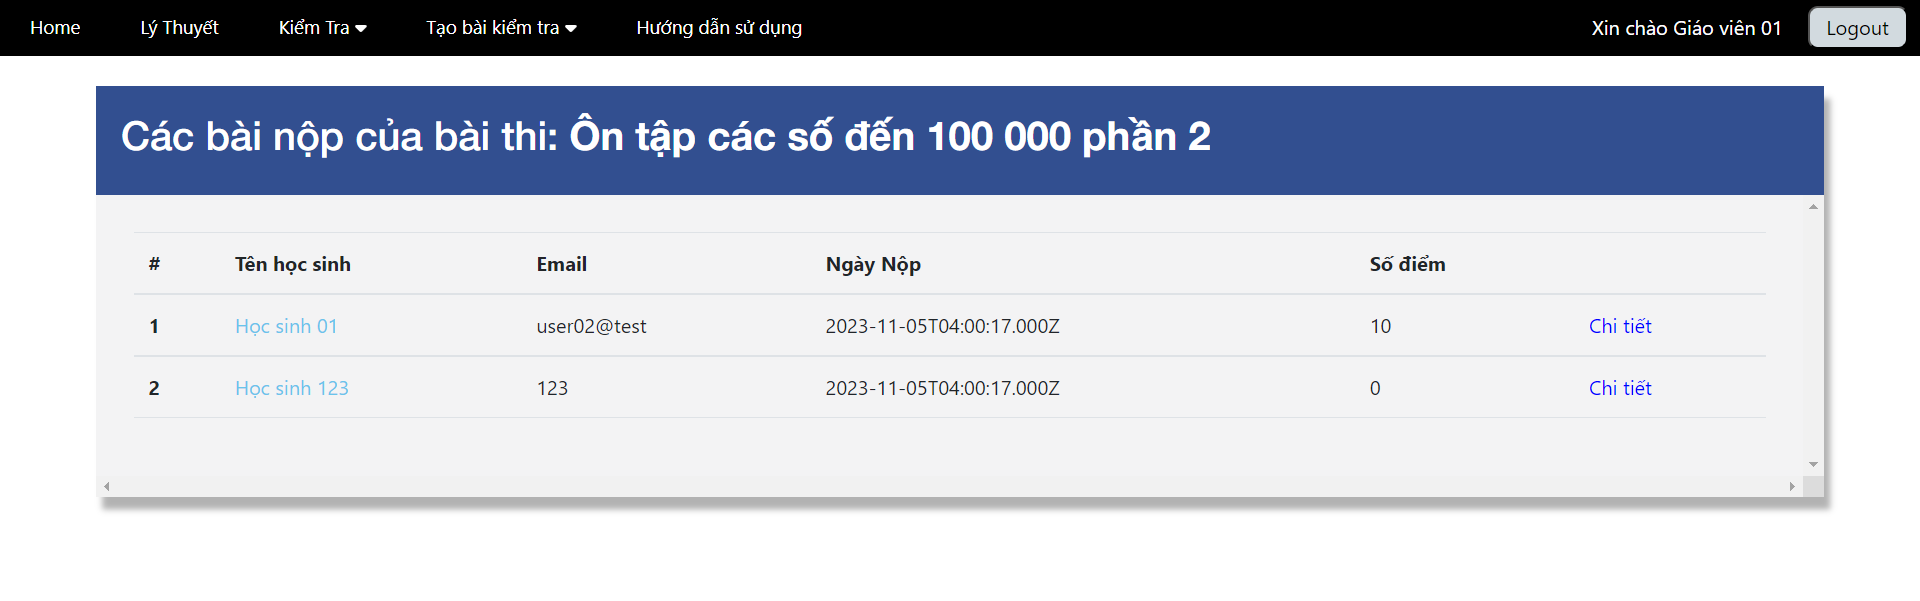 Home Lý Thuyết Kiểm Tra Tạo bài kiểm tra Hướng dẫn sử dụng Xin chào Giáo viên 01 Logout
Các bài nộp của bài thi: Ôn tập các số đến 100 000 phần 2
# Tên học sinh Email Ngày Nộp Số điểm
1 Học sinh 01 user02@test 2023-11-05T04:00:17.000Z 10 Chi tiết
2 Học sinh 123 123 2023-11-05T04:00:17.000Z 0 Chi tiết